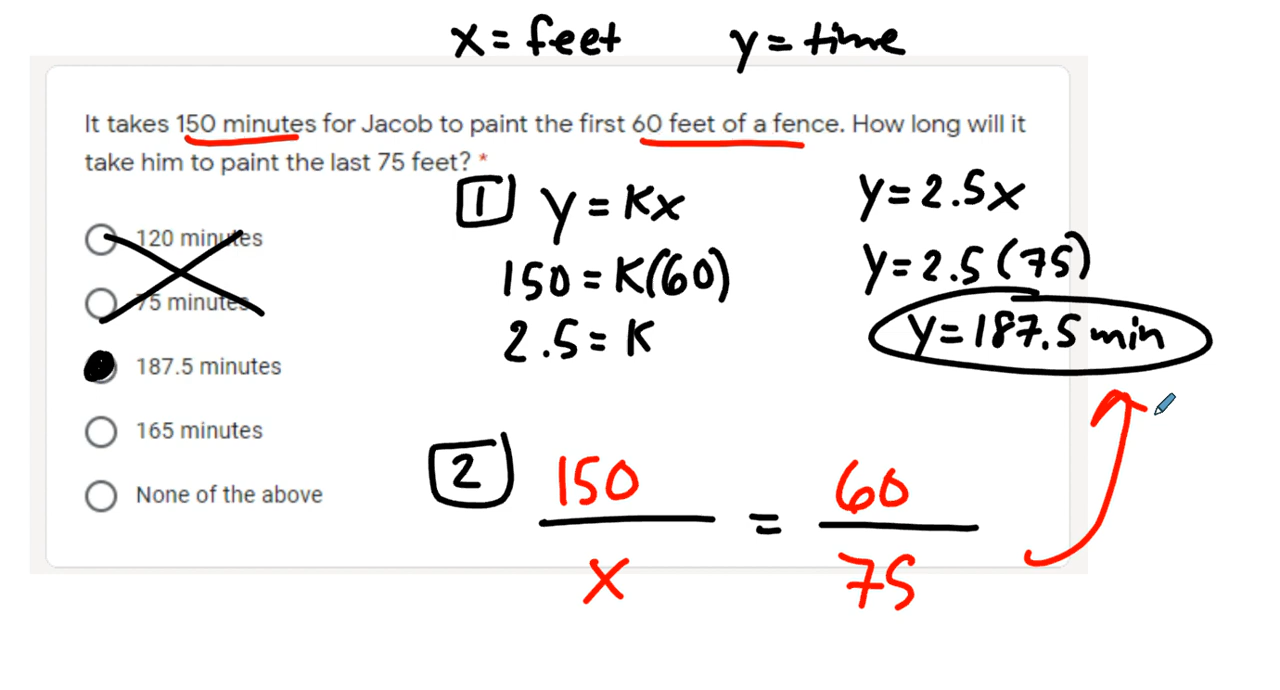 x = feet y = time
It takes 150 minutes for Jacob to paint the first 60 feet of a fence. How long will it
take him to paint the last 75 feet? *
120 minutes
75 minutes
187.5 minutes
165 minutes
None of the above
1 y = Kx
150 = K(60)
2.5 = K
y = 2.5x
y = 2.5(75)
y = 187.5 min
2 150 = 60
x 75